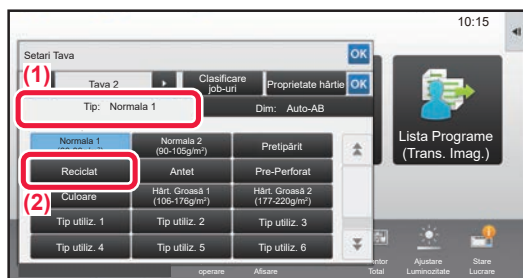 10:15
Setari Tava
OK
(1)
Tava 2
Clasificare job-uri
Proprietate hârtie
OK
Tip: Normala 1
Dim: Auto-AB
Normala 1
Normala 2
(90-105g/m²)
Pretipărit
Reciclat
Antet
Pre-Perforat
(2)
Culoare
Hârt. Groasă 1
(106-176g/m²)
Hârt. Groasă 2
(177-220g/m²)
Tip utiliz. 1
Tip utiliz. 2
Tip utiliz. 3
Tip utiliz. 4
Tip utiliz. 5
Tip utiliz. 6
Lista Programe
(Trans. Imag.)
operare
Afisare
Total
Ajustare
Luminozitate
Stare
Lucrare